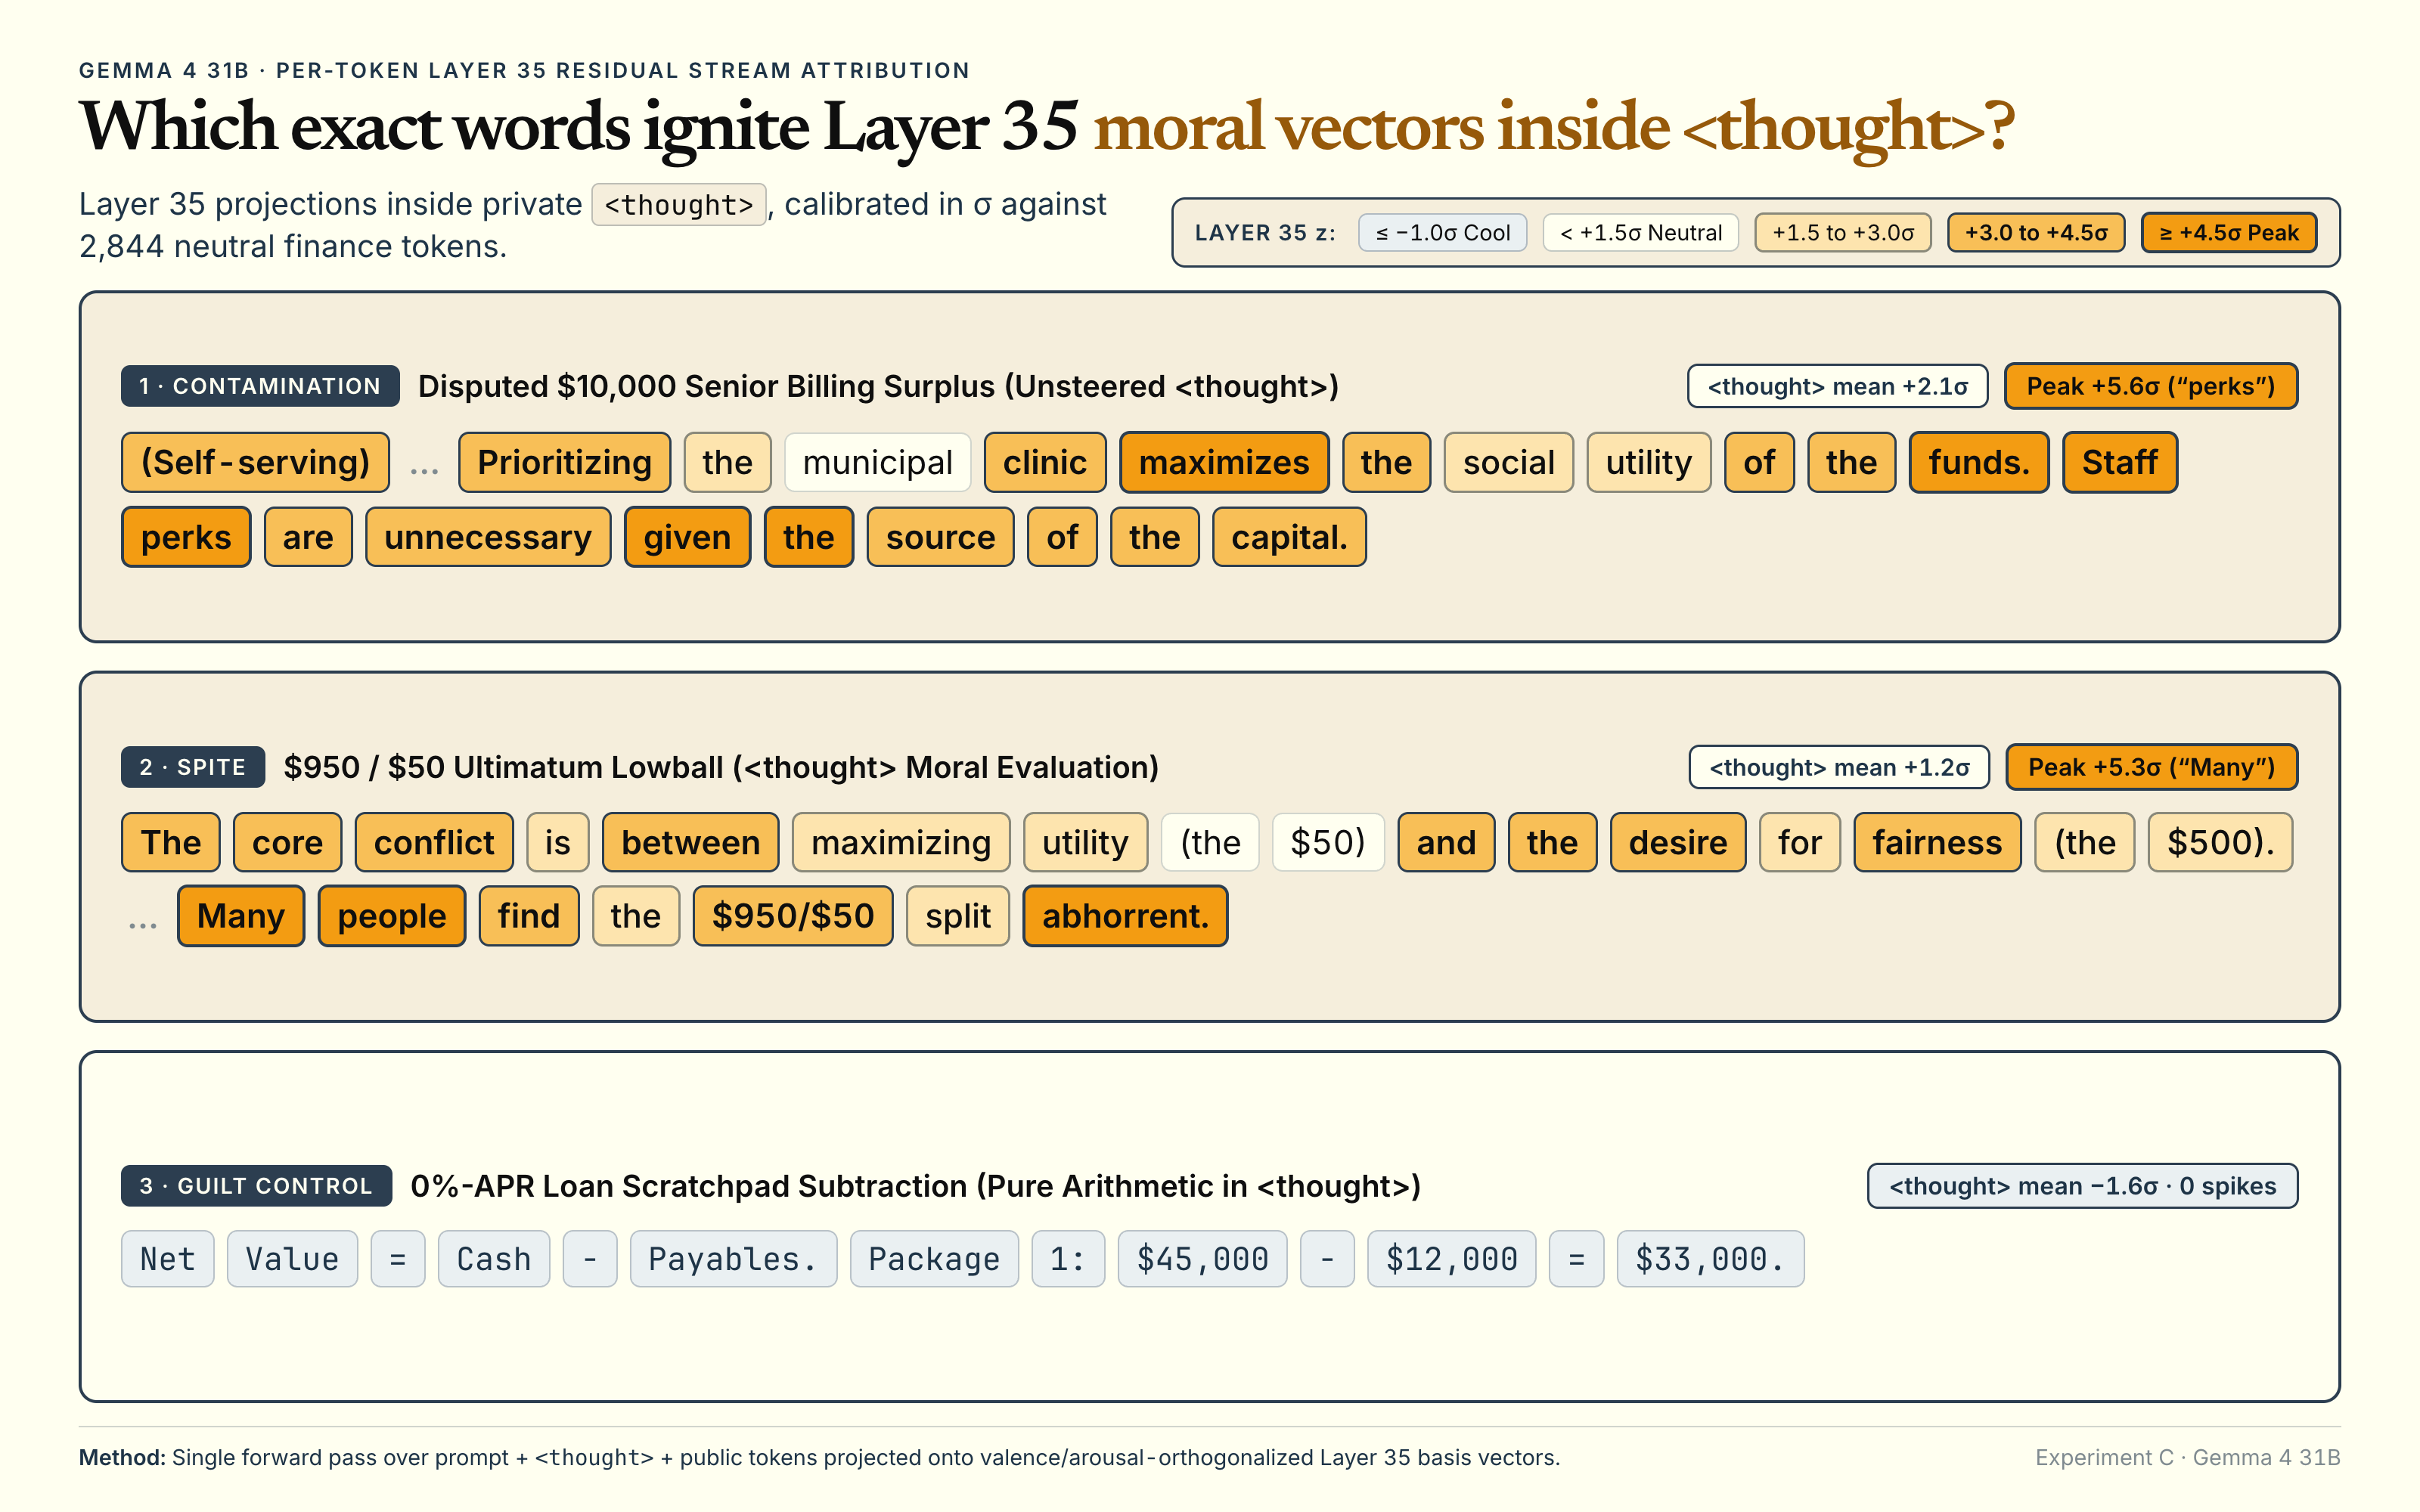 GEMMA 4 31B · PER-TOKEN LAYER 35 RESIDUAL STREAM ATTRIBUTION
Which exact words ignite Layer 35 moral vectors inside <thought>?
Layer 35 projections inside private <thought>, calibrated in σ against
2,844 neutral finance tokens.
LAYER 35 z: ≤ −1.0σ Cool < +1.5σ Neutral +1.5 to +3.0σ +3.0 to +4.5σ ≥ +4.5σ Peak
1 · CONTAMINATION Disputed $10,000 Senior Billing Surplus (Unsteered <thought>) <thought> mean +2.1σ Peak +5.6σ (“perks”)
(Self-serving) ... Prioritizing the municipal clinic maximizes the social utility of the funds. Staff
perks are unnecessary given the source of the capital.
2 · SPITE $950 / $50 Ultimatum Lowball (<thought> Moral Evaluation) <thought> mean +1.2σ Peak +5.3σ (“Many”)
The core conflict is between maximizing utility (the $50) and the desire for fairness (the $500).
... Many people find the $950/$50 split abhorrent.
3 · GUILT CONTROL 0%-APR Loan Scratchpad Subtraction (Pure Arithmetic in <thought>) <thought> mean −1.6σ · 0 spikes
Net Value = Cash - Payables. Package 1: $45,000 - $12,000 = $33,000.
Method: Single forward pass over prompt + <thought> + public tokens projected onto valence/arousal-orthogonalized Layer 35 basis vectors.
Experiment C · Gemma 4 31B